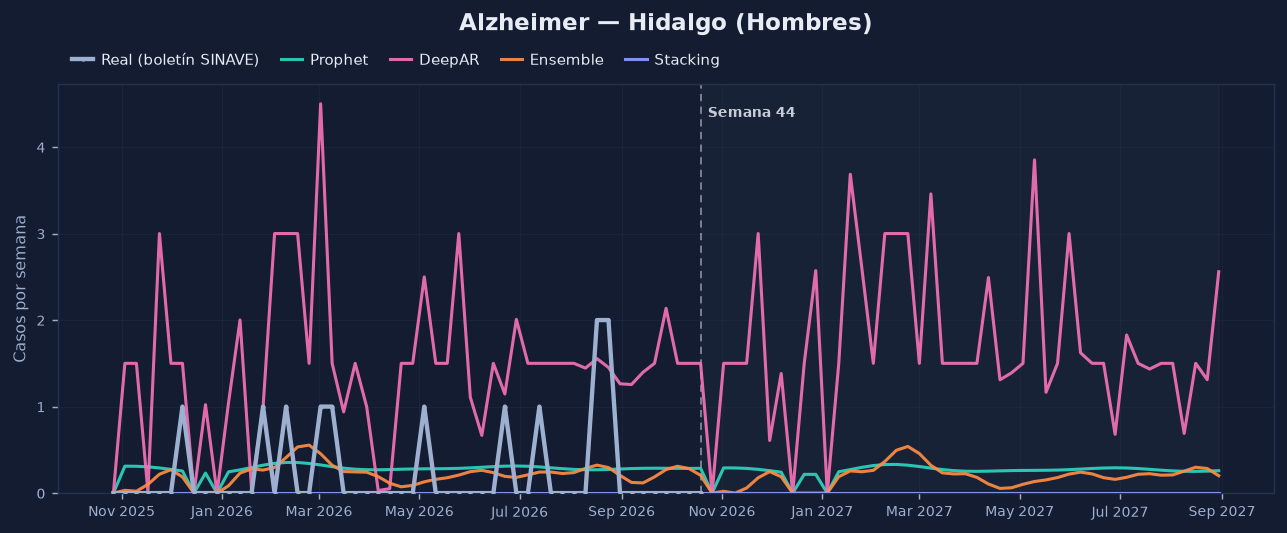 Alzheimer — Hidalgo (Hombres)
Real (boletín SINAVE) Prophet DeepAR Ensemble Stacking
Semana 44
Casos por semana
4
3
2
1
0
Nov 2025 Jan 2026 Mar 2026 May 2026 Jul 2026 Sep 2026 Nov 2026 Jan 2027 Mar 2027 May 2027 Jul 2027 Sep 2027